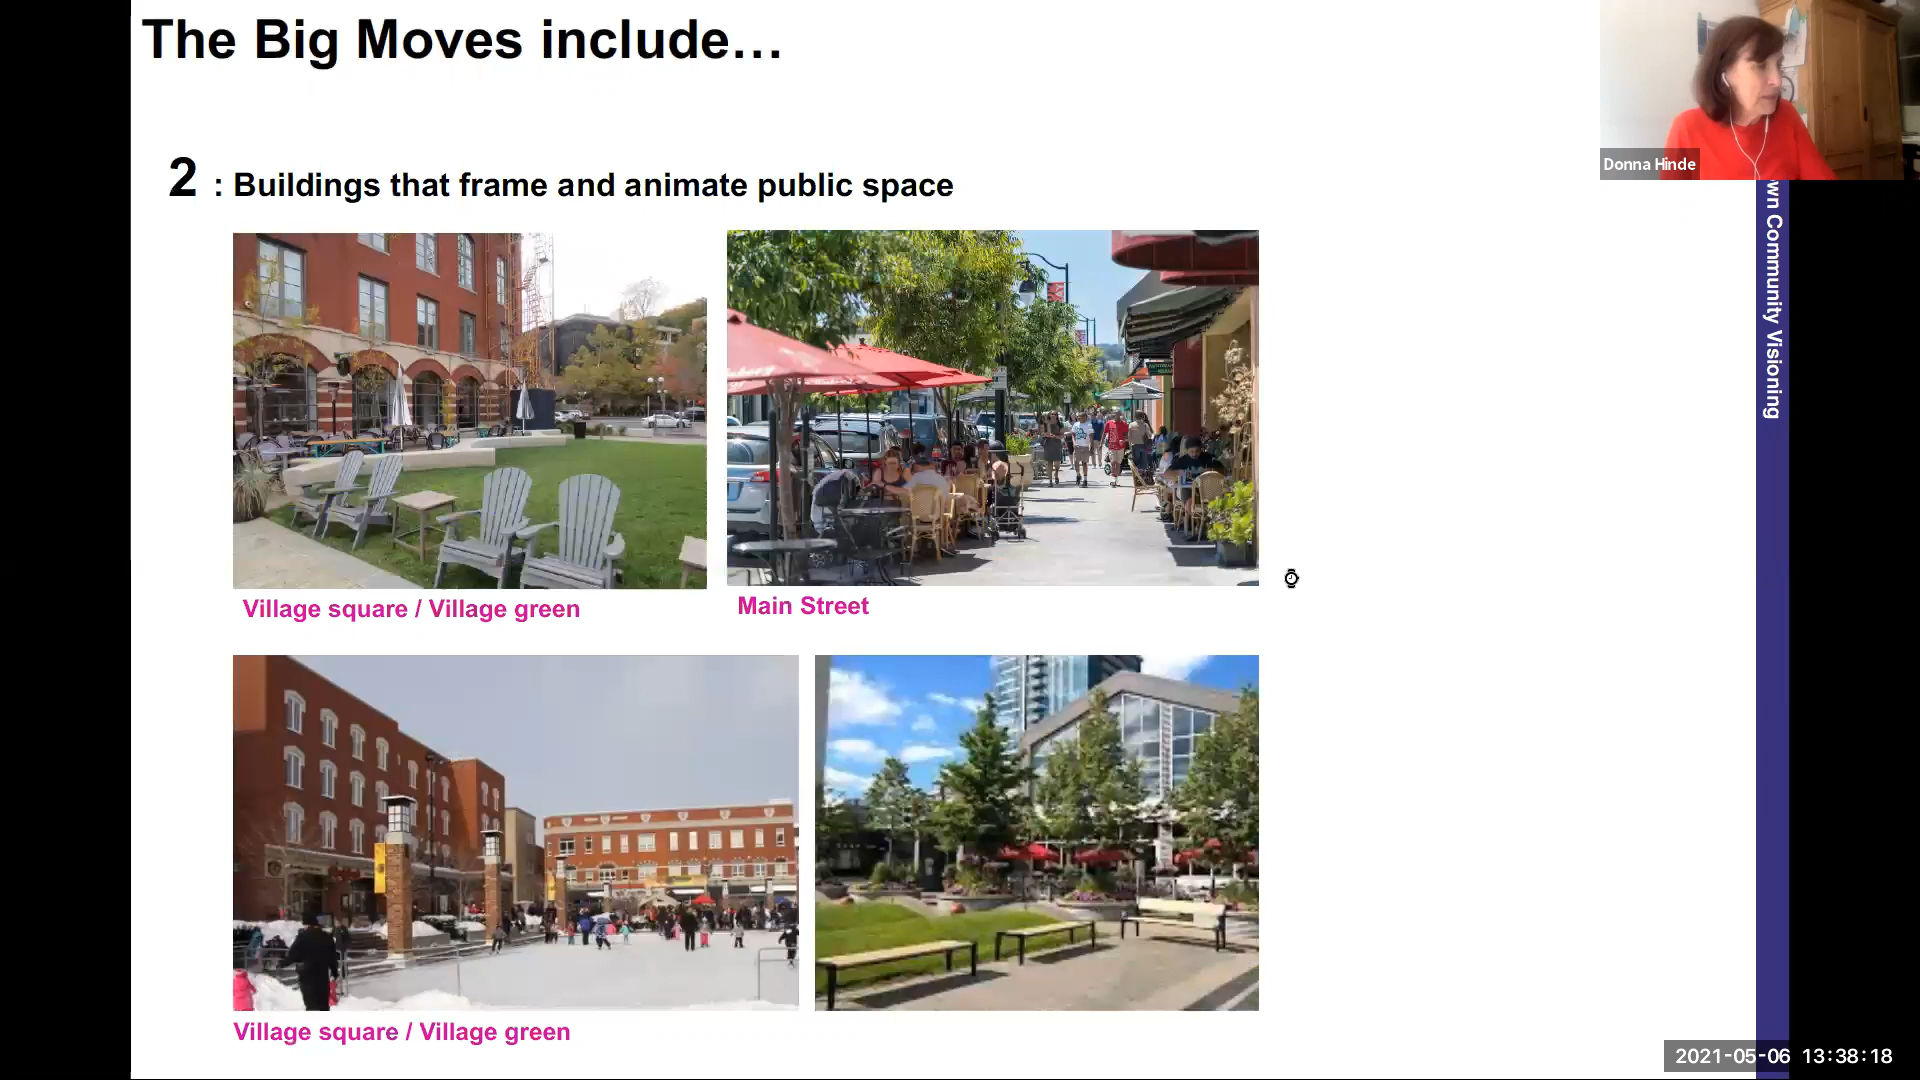 The Big Moves include…
Donna Hinde
2 : Buildings that frame and animate public space
wn Community Visioning
Village square / Village green
Main Street
Village square / Village green
2021-05-06 13:38:18